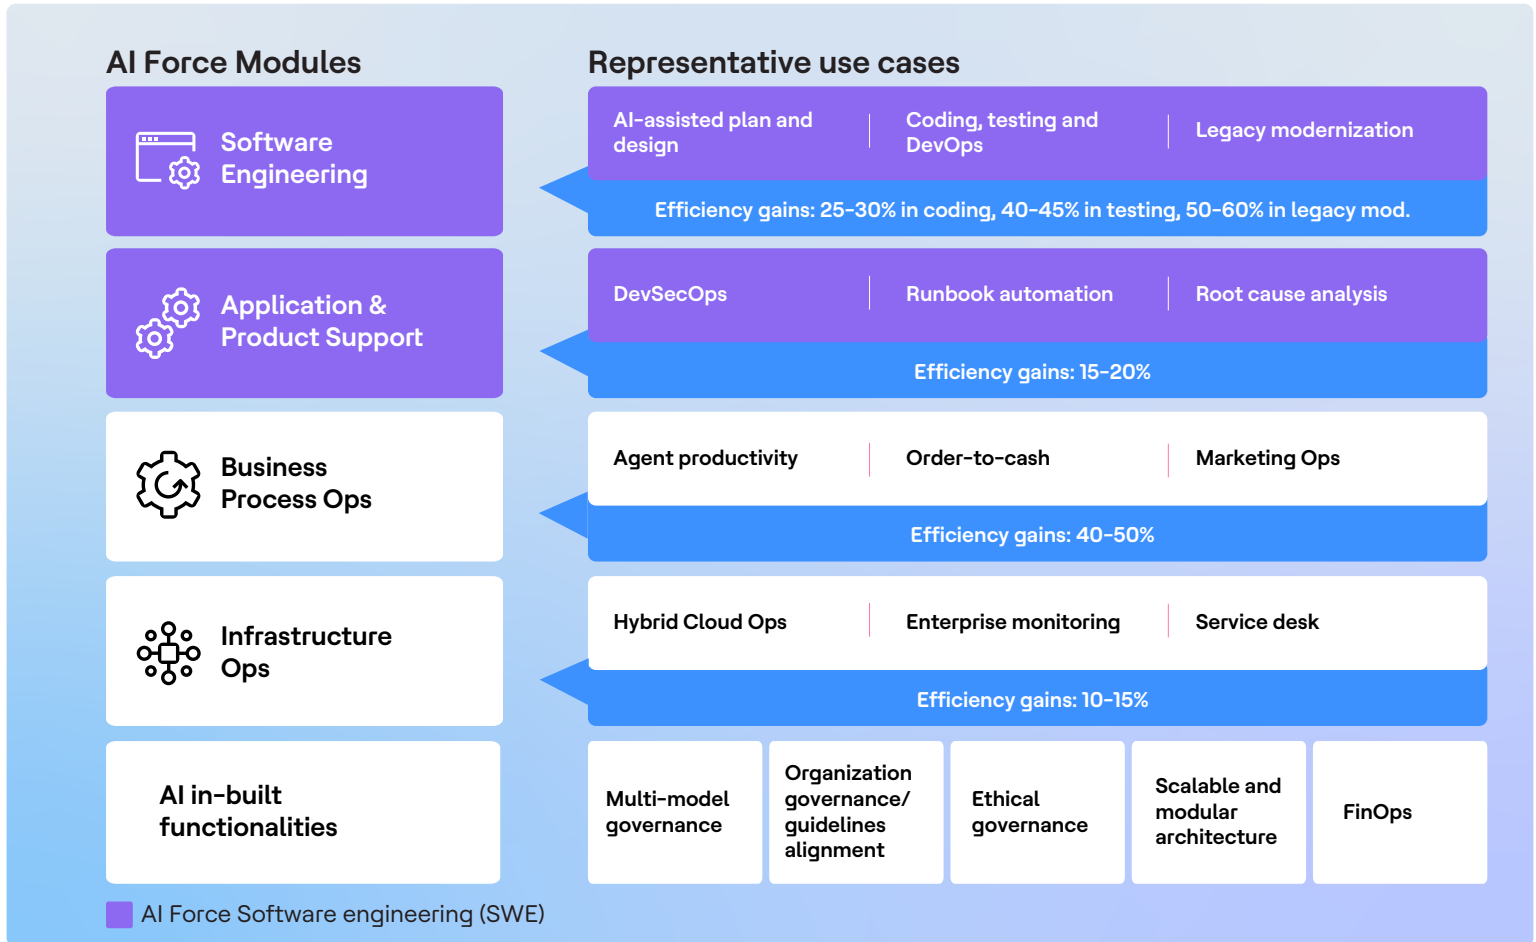 AI Force Modules
Representative use cases
Software
Engineering
AI-assisted plan and
design
Coding, testing and
DevOps
Legacy modernization
Efficiency gains: 25-30% in coding, 40-45% in testing, 50-60% in legacy mod.
Application &
Product Support
DevSecOps
Runbook automation
Root cause analysis
Efficiency gains: 15-20%
Business
Process Ops
Agent productivity
Order-to-cash
Marketing Ops
Efficiency gains: 40-50%
Infrastructure
Ops
Hybrid Cloud Ops
Enterprise monitoring
Service desk
Efficiency gains: 10-15%
AI in-built
functionalities
Multi-model
governance
Organization
governance/
guidelines
alignment
Ethical
governance
Scalable and
modular
architecture
FinOps
AI Force Software engineering (SWE)